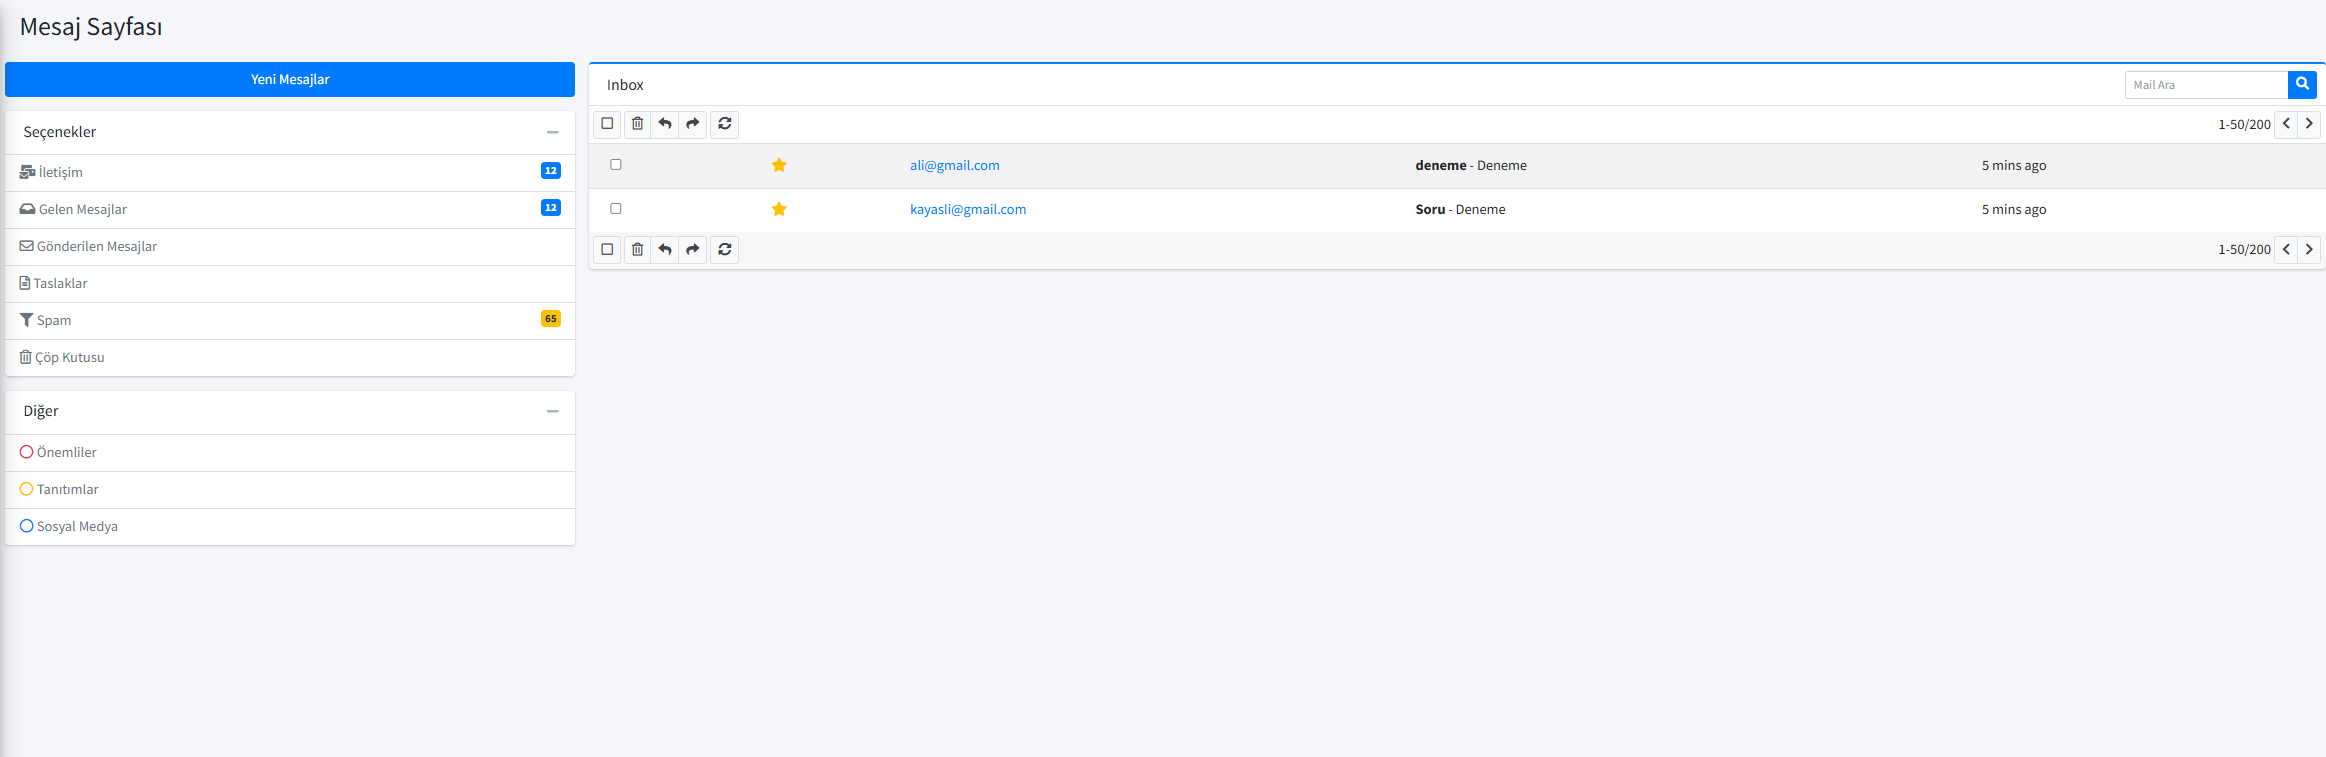 Mesaj Sayfası
Yeni Mesajlar
Seçenekler
İletişim 12
Gelen Mesajlar 12
Gönderilen Mesajlar
Taslaklar
Spam 65
Çöp Kutusu
Diğer
Önemliler
Tanıtımlar
Sosyal Medya
Inbox
Mail Ara
1-50/200
ali@gmail.com deneme - Deneme 5 mins ago
kayasli@gmail.com Soru - Deneme 5 mins ago
1-50/200